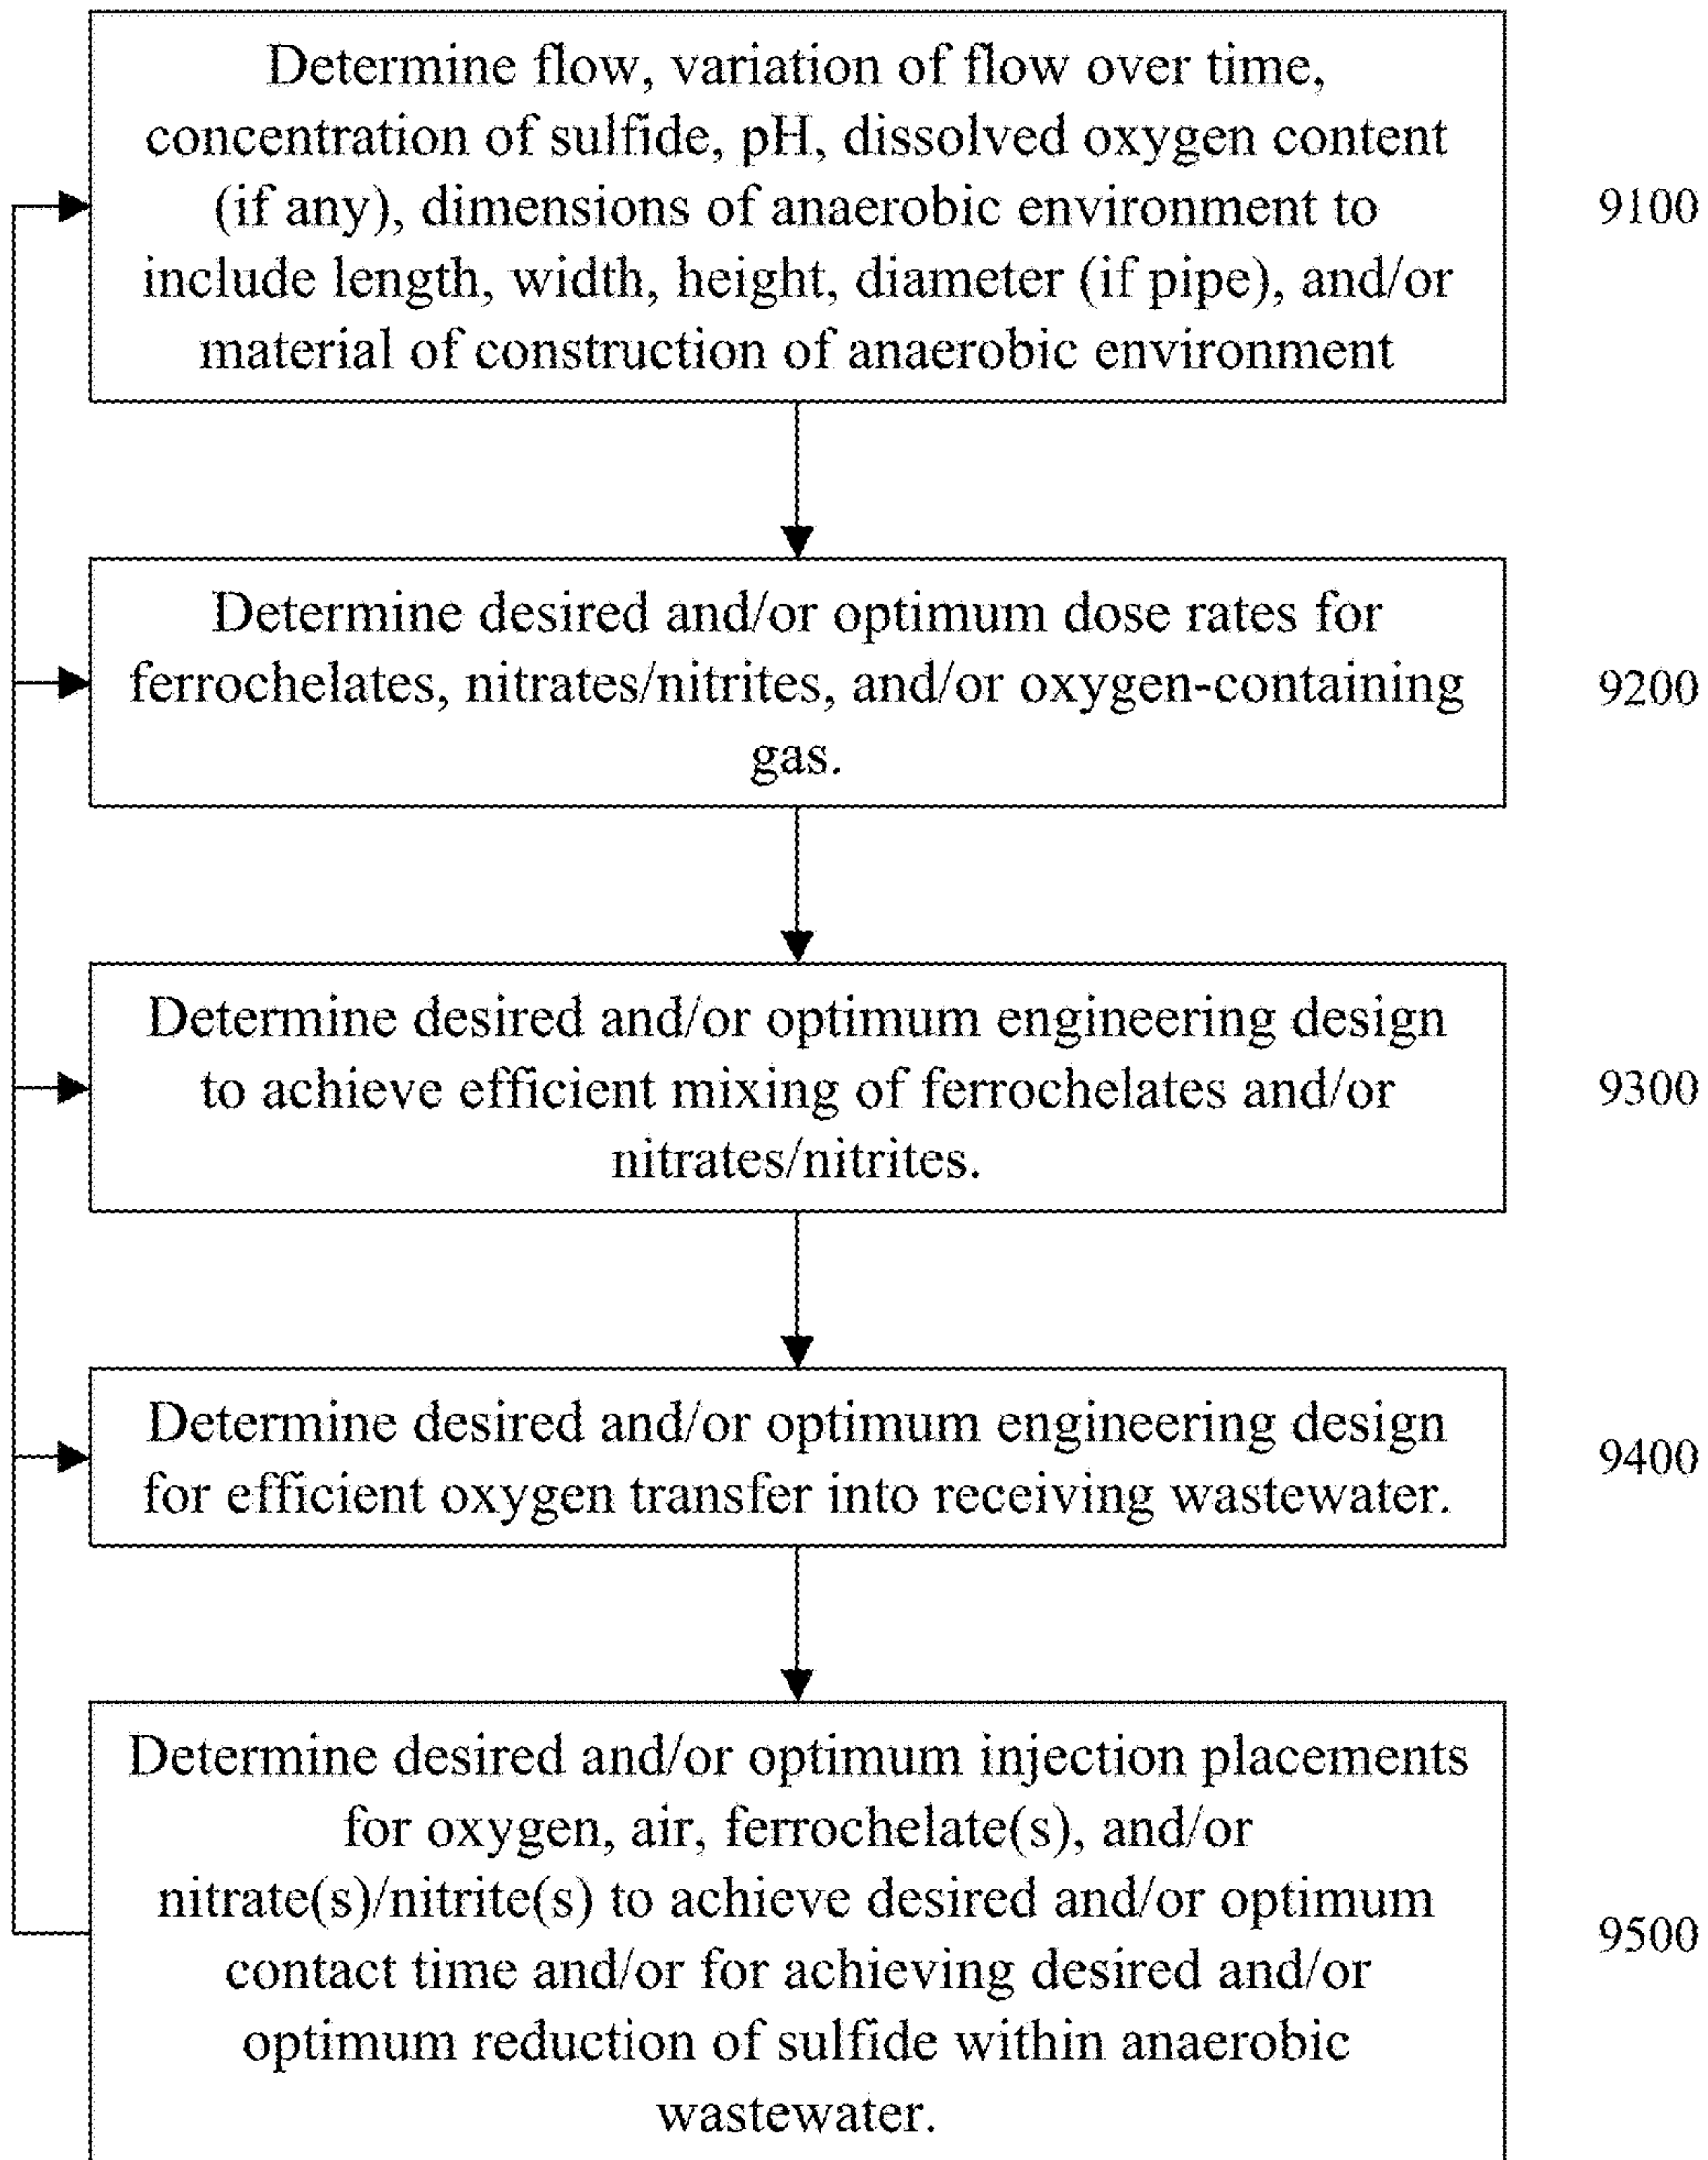 Determine flow, variation of flow over time,
concentration of sulfide, pH, dissolved oxygen content
(if any), dimensions of anaerobic environment to
include length, width, height, diameter (if pipe), and/or
material of construction of anaerobic environment
9100
Determine desired and/or optimum dose rates for
ferrochelates, nitrates/nitrites, and/or oxygen-containing
gas.
9200
Determine desired and/or optimum engineering design
to achieve efficient mixing of ferrochelates and/or
nitrates/nitrites.
9300
Determine desired and/or optimum engineering design
for efficient oxygen transfer into receiving wastewater.
9400
Determine desired and/or optimum injection placements
for oxygen, air, ferrochelate(s), and/or
nitrate(s)/nitrite(s) to achieve desired and/or optimum
contact time and/or for achieving desired and/or
optimum reduction of sulfide within anaerobic
wastewater.
9500